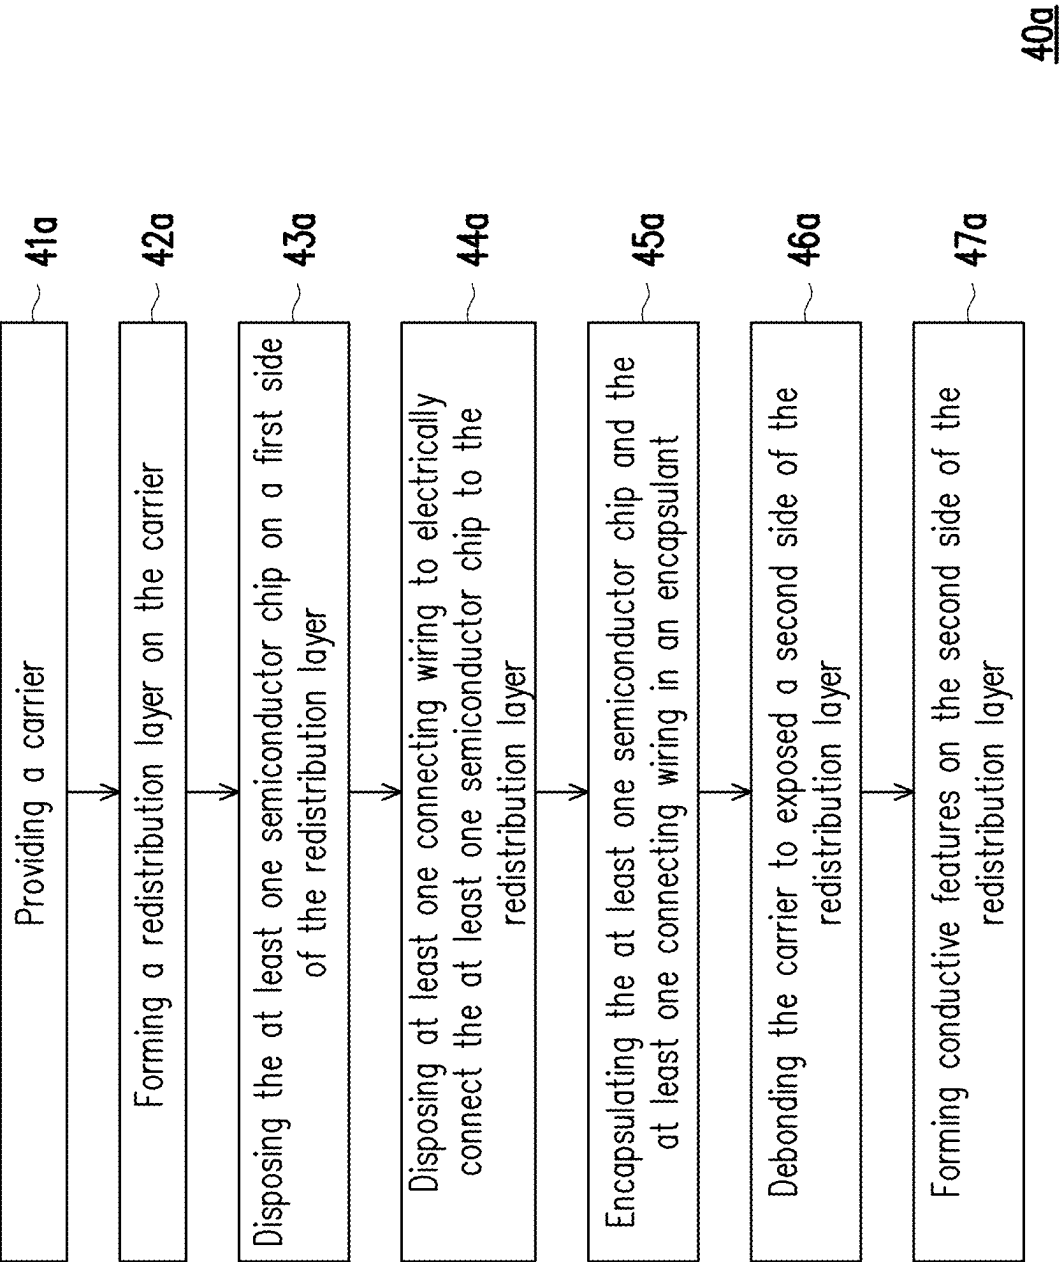 Providing a carrier
41a
Forming a redistribution layer on the carrier
42a
Disposing the at least one semiconductor chip on a first side
of the redistribution layer
43a
Disposing at least one connecting wiring to electrically
connect the at least one semiconductor chip to the
redistribution layer
44a
Encapsulating the at least one semiconductor chip and the
at least one connecting wiring in an encapsulant
45a
Debonding the carrier to exposed a second side of the
redistribution layer
46a
Forming conductive features on the second side of the
redistribution layer
47a
40a